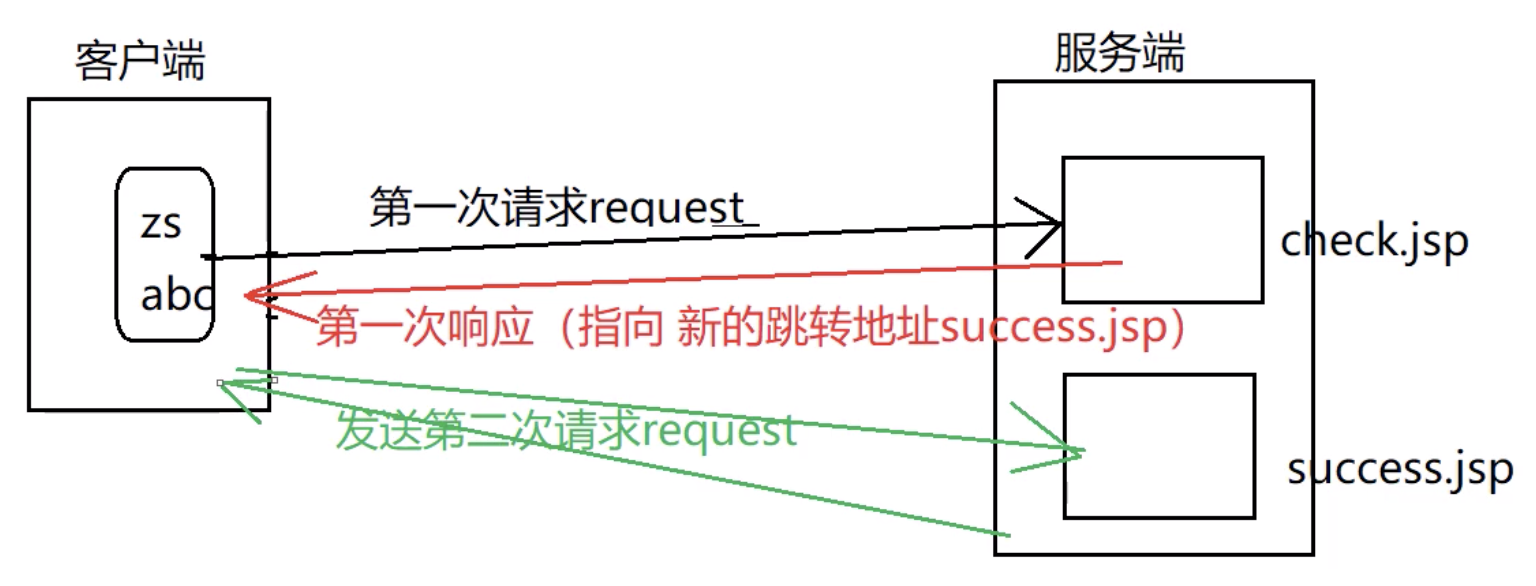 客户端
服务端
zs
abc
第一次请求request
check.jsp
第一次响应（指向 新的跳转地址success.jsp）
发送第二次请求request
success.jsp